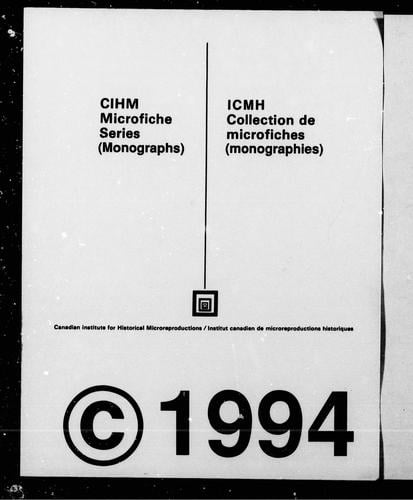 CIHM
Microfiche
Series
(Monographs)
ICMH
Collection de
microfiches
(monographies)
Canadian Institute for Historical Microreproductions / Institut canadien de microreproductions historiques
© 1994